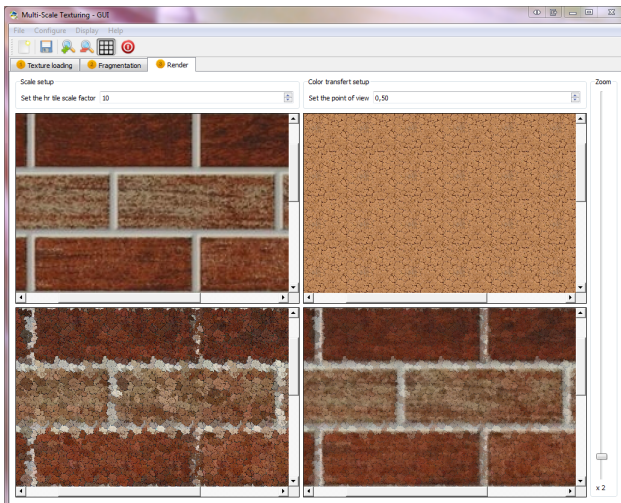 Multi-Scale Texturing - GUI
File Configure Display Help
Texture loading Fragmentation Render
Scale setup
Set the hr tile scale factor 10
Color transfert setup
Set the point of view 0,50
Zoom
x 2